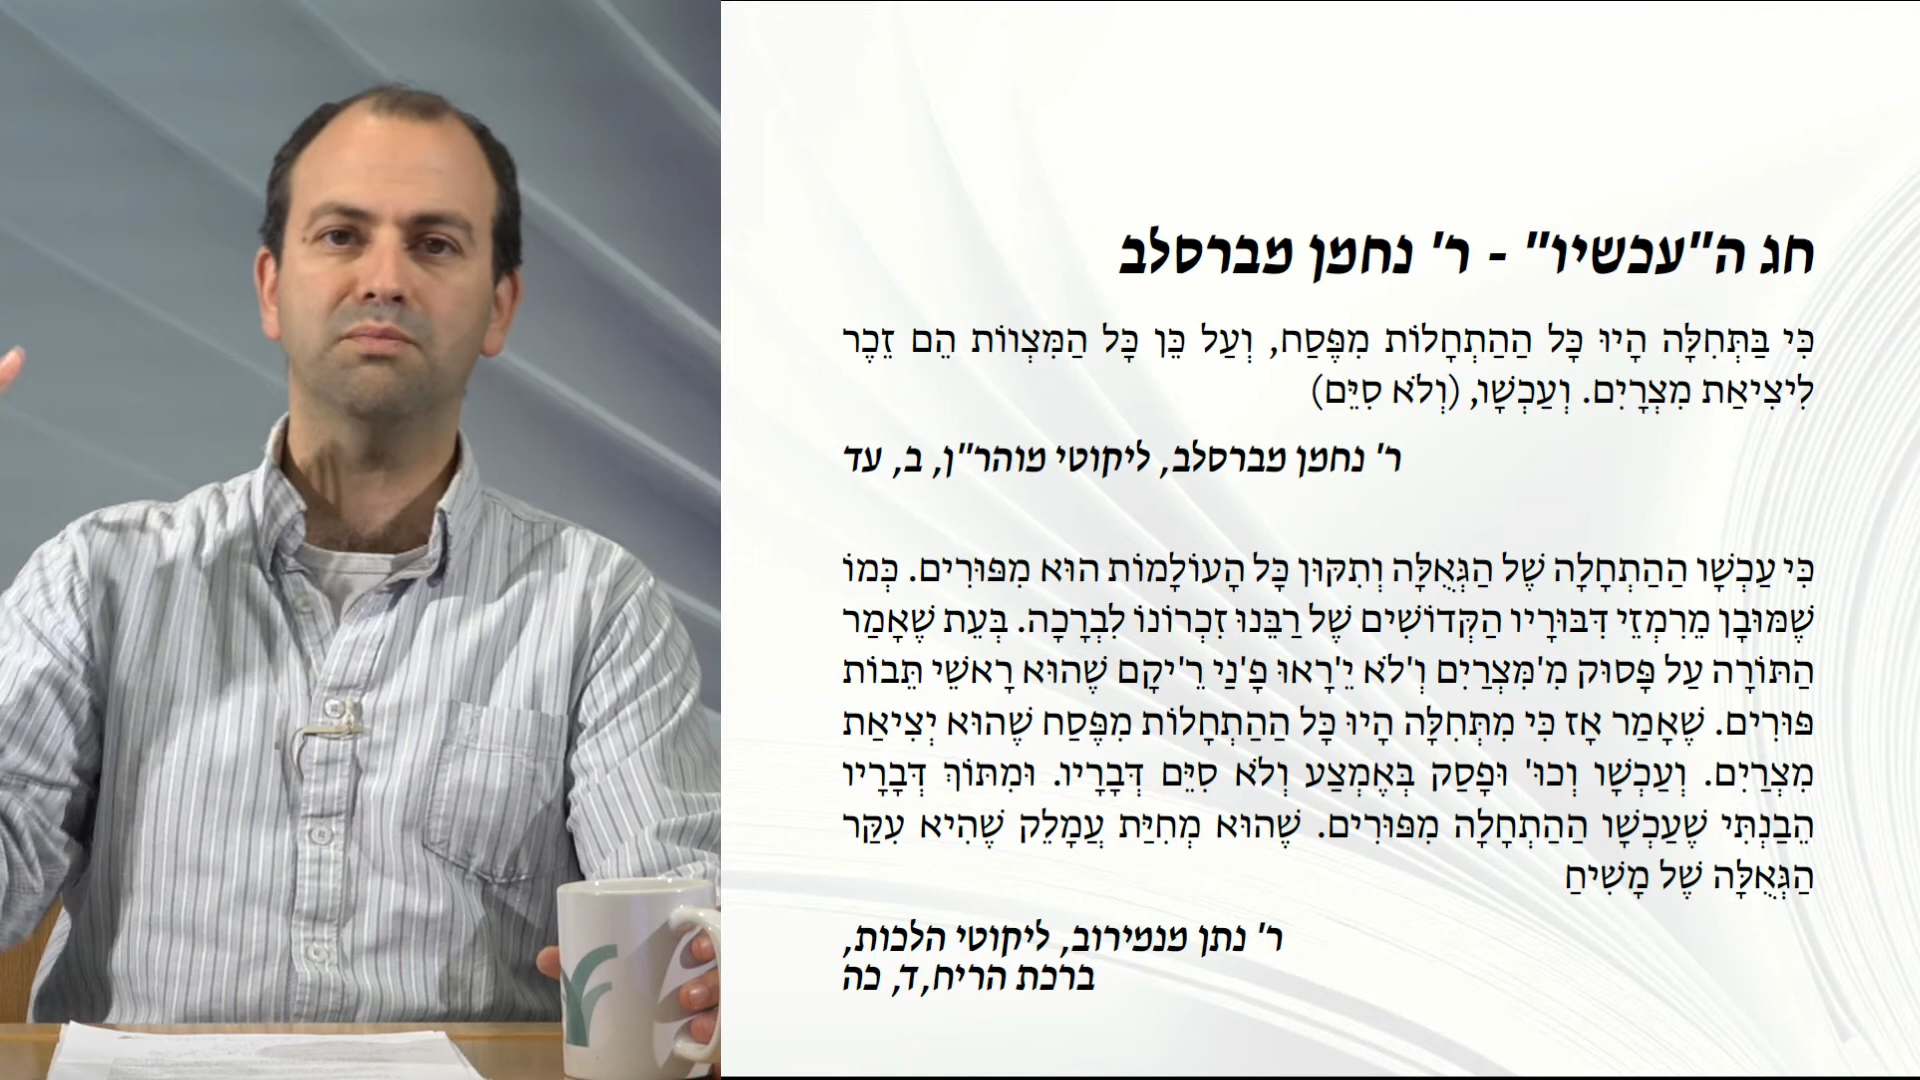 חג ה"עכשיו" - ר' נחמן מברסלב
כִּי בַּתְּחִלָּה הָיוּ כָּל הַהַתְחָלוֹת מִפֶּסַח, וְעַל כֵּן כָּל הַמִּצְווֹת הֵם זֵכֶר
לִיצִיאַת מִצְרָיִם. וְעַכְשָׁו, (וְלֹא סִיֵּם)
ר' נחמן מברסלב, ליקוטי מוהר"ן, ב, עד
כִּי עַכְשָׁו הַהַתְחָלָה שֶׁל הַגְּאֻלָּה וְתִקּוּן כָּל הָעוֹלָמוֹת הוּא מִפּוּרִים. כְּמוֹ
שֶׁמּוּבָן מֵרִמְזֵי דִּבּוּרָיו הַקְּדוֹשִׁים שֶׁל רַבֵּנוּ זִכְרוֹנוֹ לִבְרָכָה. בְּעֵת שֶׁאָמַר
הַתּוֹרָה עַל פָּסוּק מִ'מִּצְרַיִם וְ'לֹא יֵ'רָאוּ פָ'נַי רֵ'יקָם שֶׁהוּא רָאשֵׁי תֵּבוֹת
פּוּרִים. שֶׁאָמַר אָז כִּי מִתְּחִלָּה הָיוּ כָּל הַהַתְחָלוֹת מִפֶּסַח שֶׁהוּא יְצִיאַת
מִצְרַיִם. וְעַכְשָׁו וְכוּ' וּפָסַק בְּאֶמְצַע וְלֹא סִיֵּם דְּבָרָיו. וּמִתּוֹךְ דְּבָרָיו
הֵבַנְתִּי שֶׁעַכְשָׁו הַהַתְחָלָה מִפּוּרִים. שֶׁהוּא מְחִיַּת עֲמָלֵק שֶׁהִיא עִקַּר
הַגְּאֻלָּה שֶׁל מָשִׁיחַ
ר' נתן מנמירוב, ליקוטי הלכות,
ברכת הריח,ד, כה